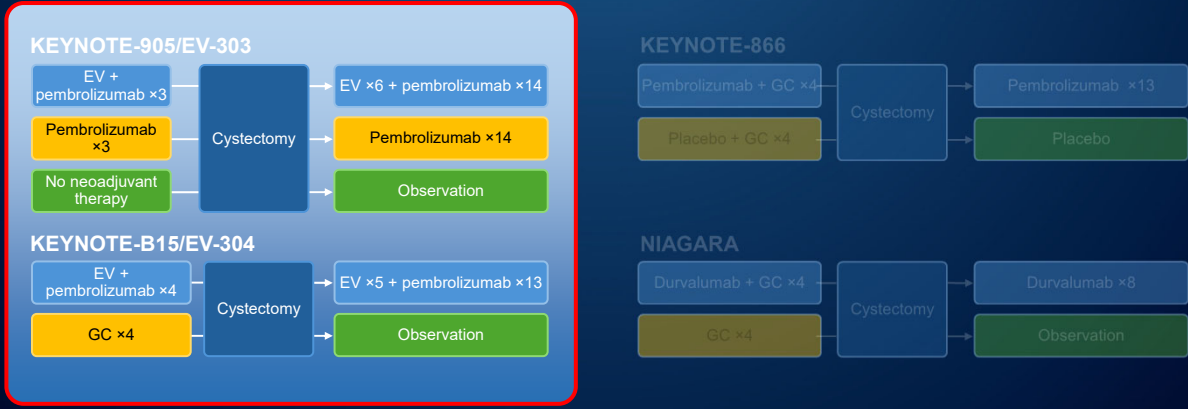 KEYNOTE-905/EV-303
EV +
pembrolizumab ×3
Pembrolizumab
×3
No neoadjuvant
therapy
Cystectomy
EV ×6 + pembrolizumab ×14
Pembrolizumab ×14
Observation
KEYNOTE-B15/EV-304
EV +
pembrolizumab ×4
GC ×4
Cystectomy
EV ×5 + pembrolizumab ×13
Observation
KEYNOTE-866
Pembrolizumab + GC ×4
Placebo + GC ×4
Cystectomy
Pembrolizumab ×13
Placebo
NIAGARA
Durvalumab + GC ×4
GC ×4
Cystectomy
Durvalumab ×8
Observation